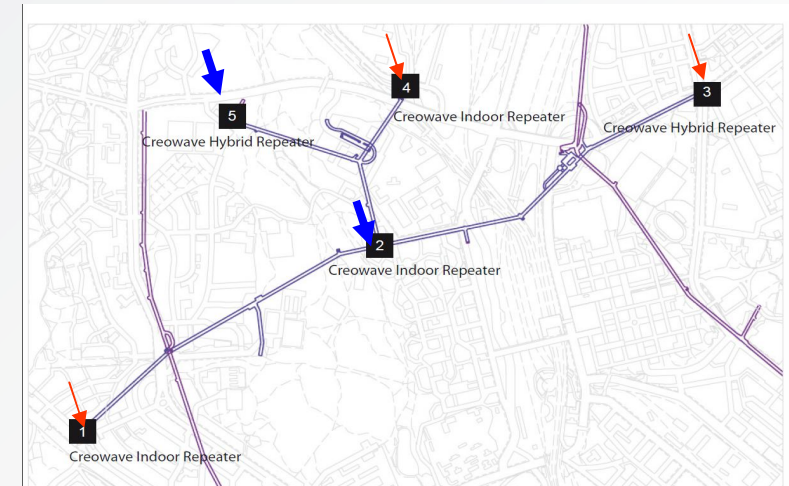 4
Creowave Indoor Repeater
3
Creowave Hybrid Repeater
5
Creowave Hybrid Repeater
2
Creowave Indoor Repeater
1
Creowave Indoor Repeater